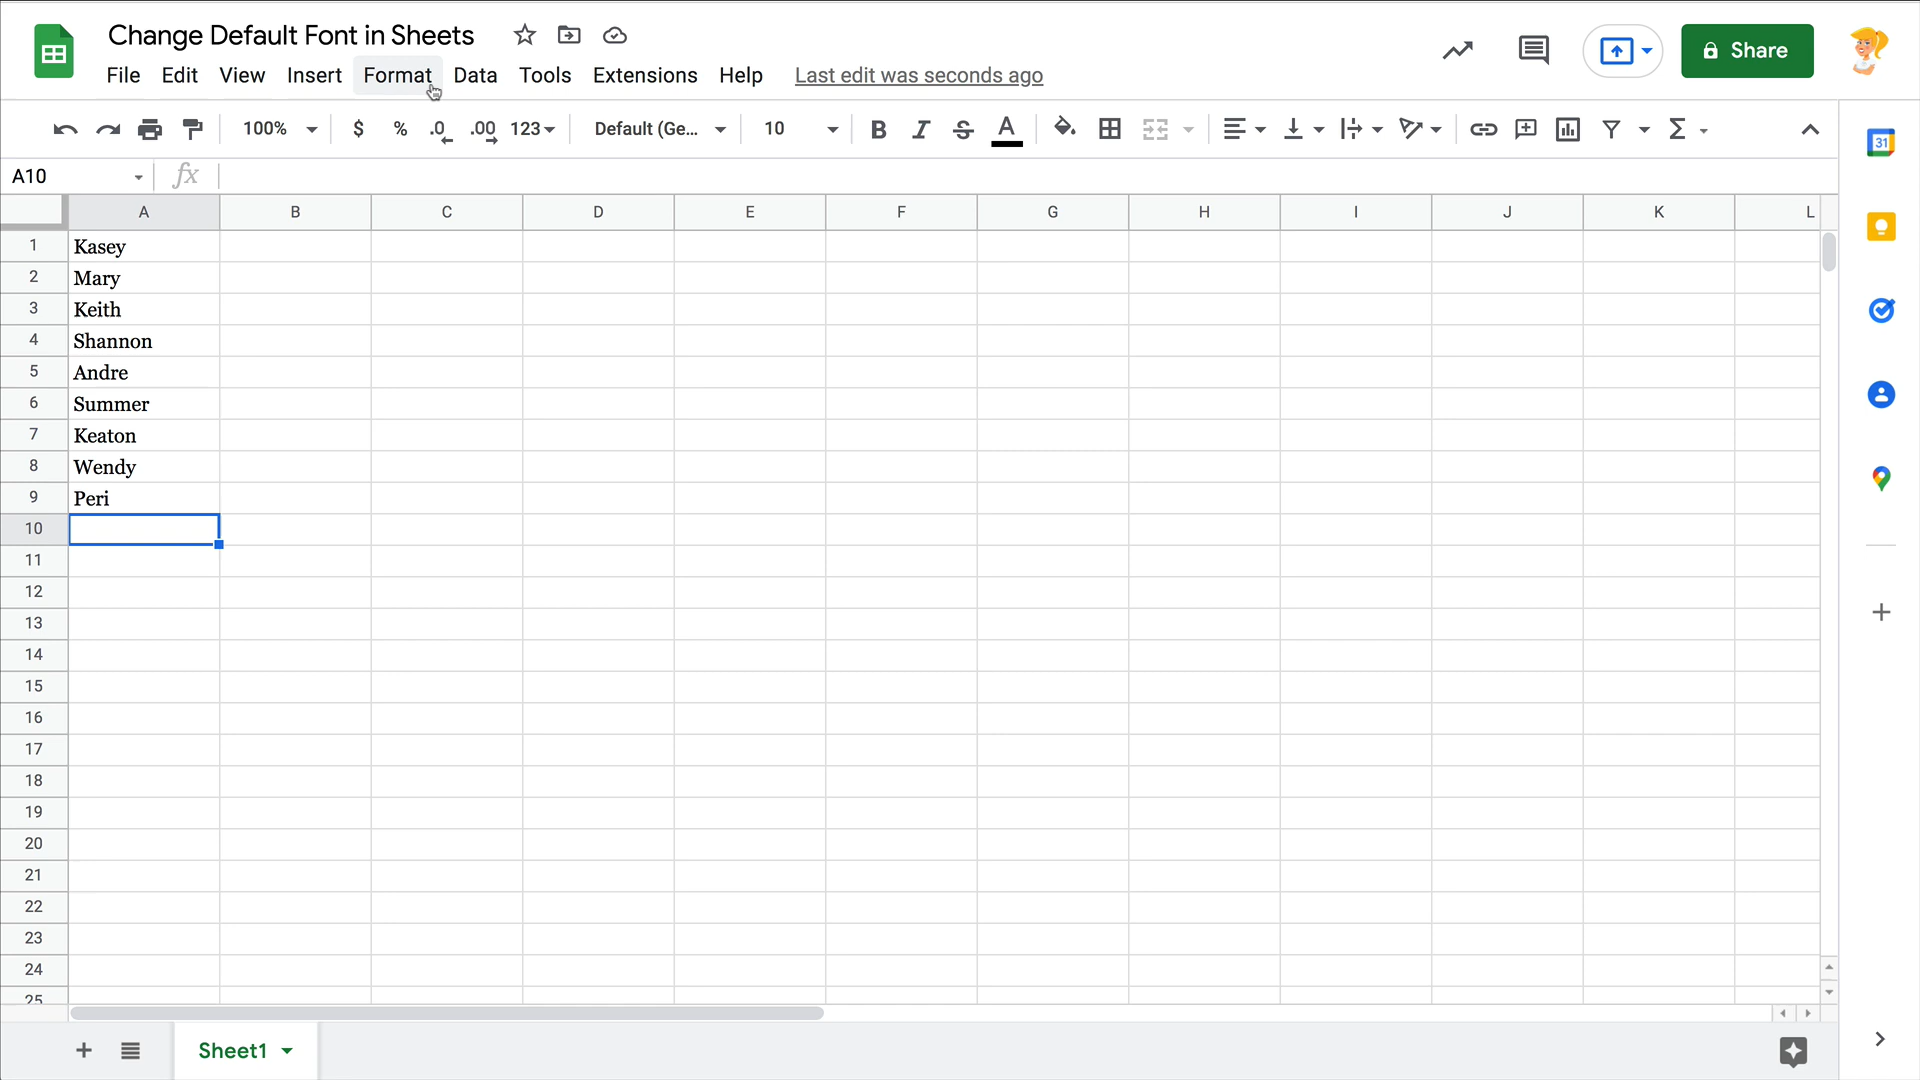 Change Default Font in Sheets
File Edit View Insert Format Data Tools Extensions Help Last edit was seconds ago
Share
100% $ % .0 .00 123 Default (Ge... 10 B I S A Σ
31
A10 fx
A B C D E F G H I J K L
1 Kasey
2 Mary
3 Keith
4 Shannon
5 Andre
6 Summer
7 Keaton
8 Wendy
9 Peri
10
11
12
13
14
15
16
17
18
19
20
21
22
23
24
25
Sheet1